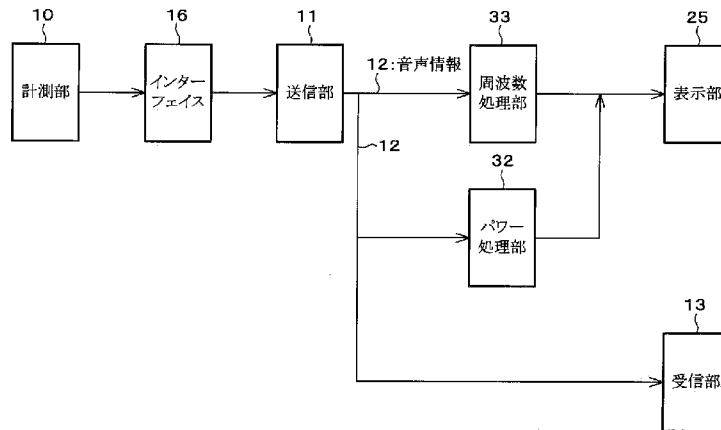 10
16
11
33
25
計測部
インター
フェイス
送信部
12:音声情報
周波数
処理部
表示部
12
32
パワー
処理部
13
受信部